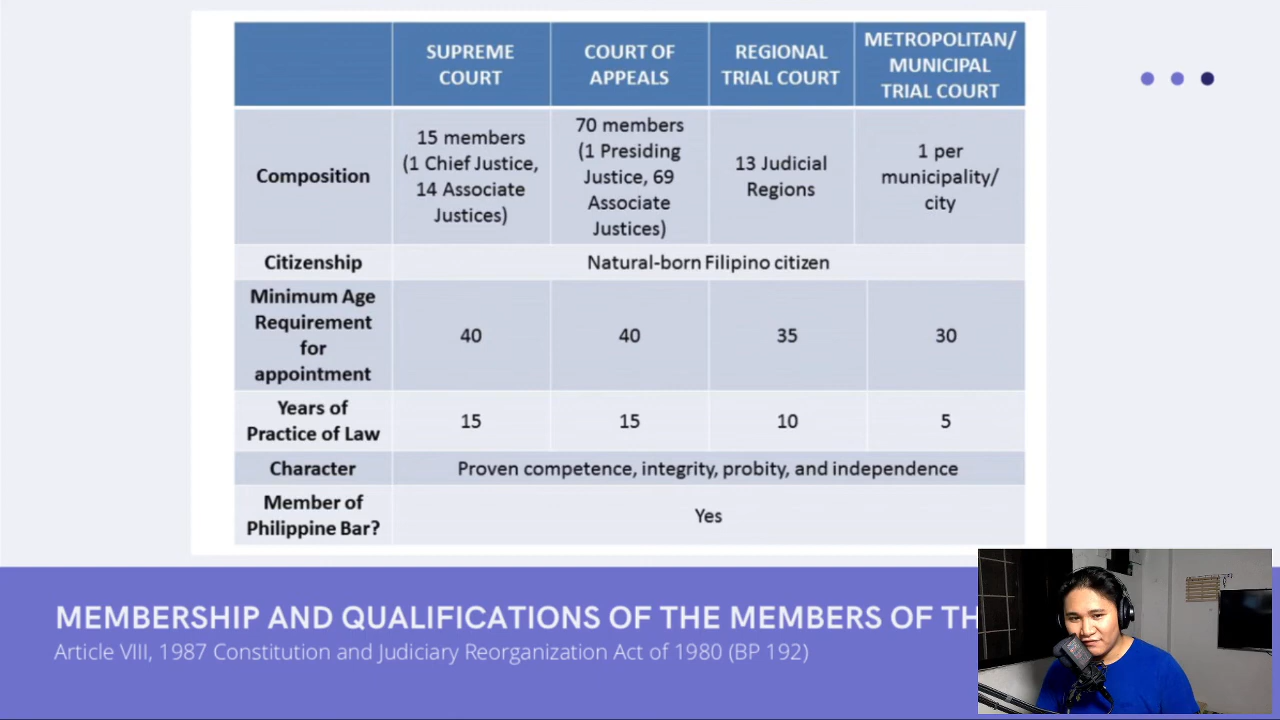 SUPREME
COURT
COURT OF
APPEALS
REGIONAL
TRIAL COURT
METROPOLITAN/
MUNICIPAL
TRIAL COURT
Composition
15 members
(1 Chief Justice,
14 Associate
Justices)
70 members
(1 Presiding
Justice, 69
Associate
Justices)
13 Judicial
Regions
1 per
municipality/
city
Citizenship
Natural-born Filipino citizen
Minimum Age
Requirement
for
appointment
40
40
35
30
Years of
Practice of Law
15
15
10
5
Character
Proven competence, integrity, probity, and independence
Member of
Philippine Bar?
Yes
MEMBERSHIP AND QUALIFICATIONS OF THE MEMBERS OF TH
Article VIII, 1987 Constitution and Judiciary Reorganization Act of 1980 (BP 192)